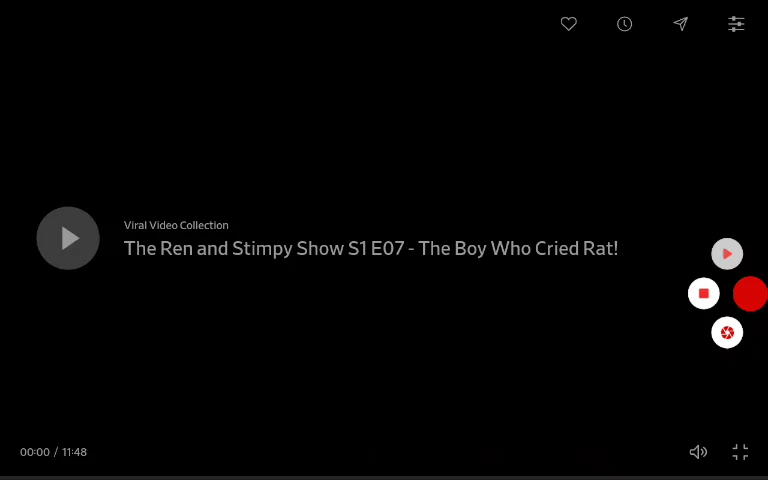 Viral Video Collection
The Ren and Stimpy Show S1 E07 - The Boy Who Cried Rat!
00:00 / 11:48